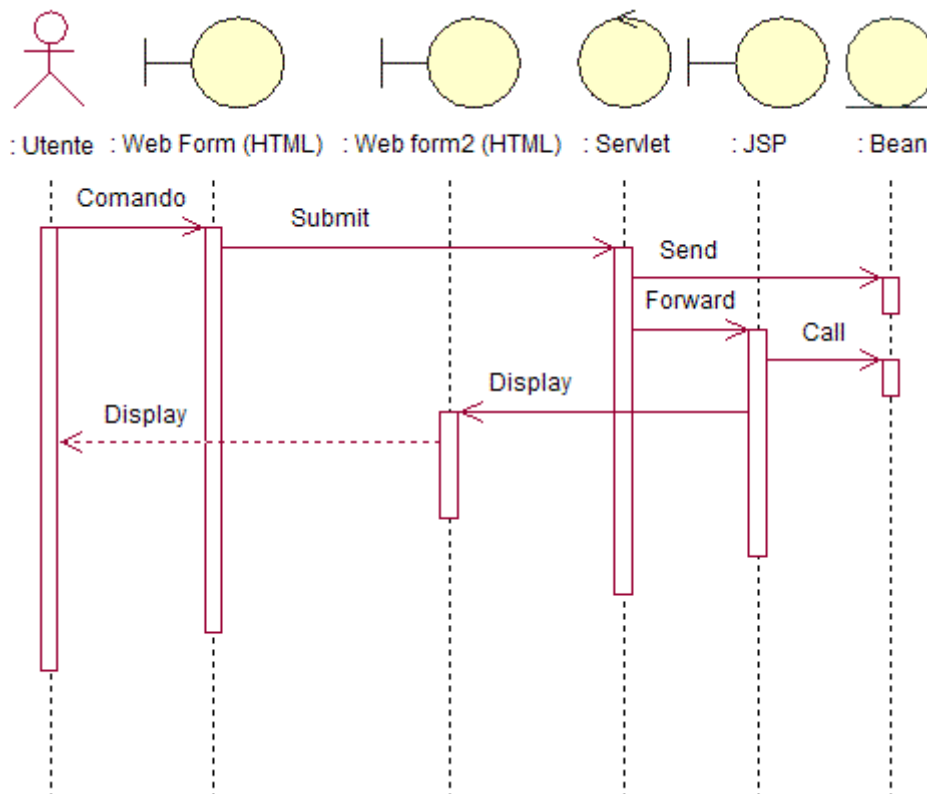 : Utente : Web Form (HTML) : Web form2 (HTML) : Servlet : JSP : Bean
Comando
Submit
Send
Forward
Call
Display
Display